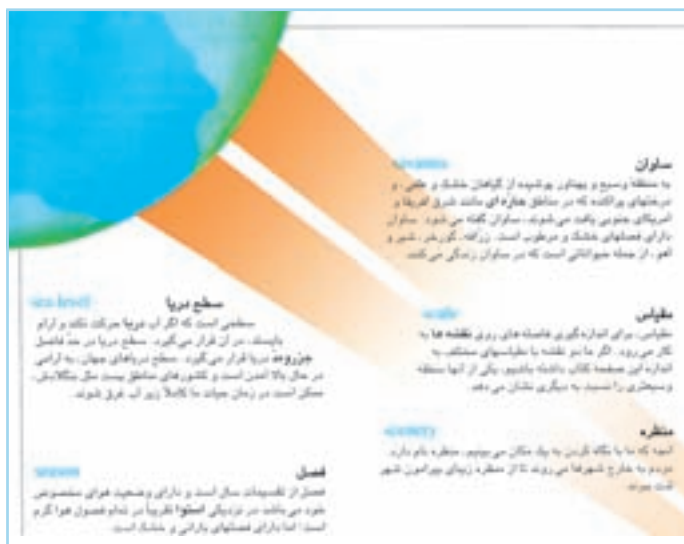 ساوان savanna
به منطقهٔ وسیع و پهناور پوشیده از گیاهان خشک و علفی، و
درختهای پراکنده که در مناطق حاره ای مانند شرق افریقا و
امریکای جنوبی یافت می شوند، ساوان گفته می شود. ساوان
دارای فصلهای خشک و مرطوب است. زرّافه، گورخر، شیر و
آهو، از جمله حیواناتی است که در ساوان زندگی می کنند.
مقیاس scale
مقیاس، برای اندازه گیری فاصله های روی نقشه ها به
کار می رود. اگر ما دو نقشه با مقیاسهای مختلف به
اندازه این صفحه کتاب داشته باشیم، یکی از آنها منطقه
وسیعتری را نسبت به دیگری نشان می دهد.
منظره scenery
آنچه که ما با نگاه کردن به یک مکان می بینیم، منظره نام دارد.
مردم به خارج شهرها می روند تا از منظره زیبای پیرامون شهر
لذت ببرند.
سطح دریا sea level
سطحی است که اگر آب دریا حرکت نکند و آرام
بایستد، در آن قرار می گیرد. سطح دریا در حد فاصل
جزرومد دریا قرار می گیرد. سطح دریاهای جهان، به آرامی
در حال بالا آمدن است و کشورهای مناطق پست مثل بنگلادش،
ممکن است در زمان حیات ما کاملاً زیر آب غرق شوند.
فصل season
فصل از تقسیمات سال است و دارای وضعیت هوای مخصوص
خود می باشد. در نزدیکی استوا تقریباً در تمام فصول هوا گرم
است؛ اما دارای فصلهای بارانی و خشک است.